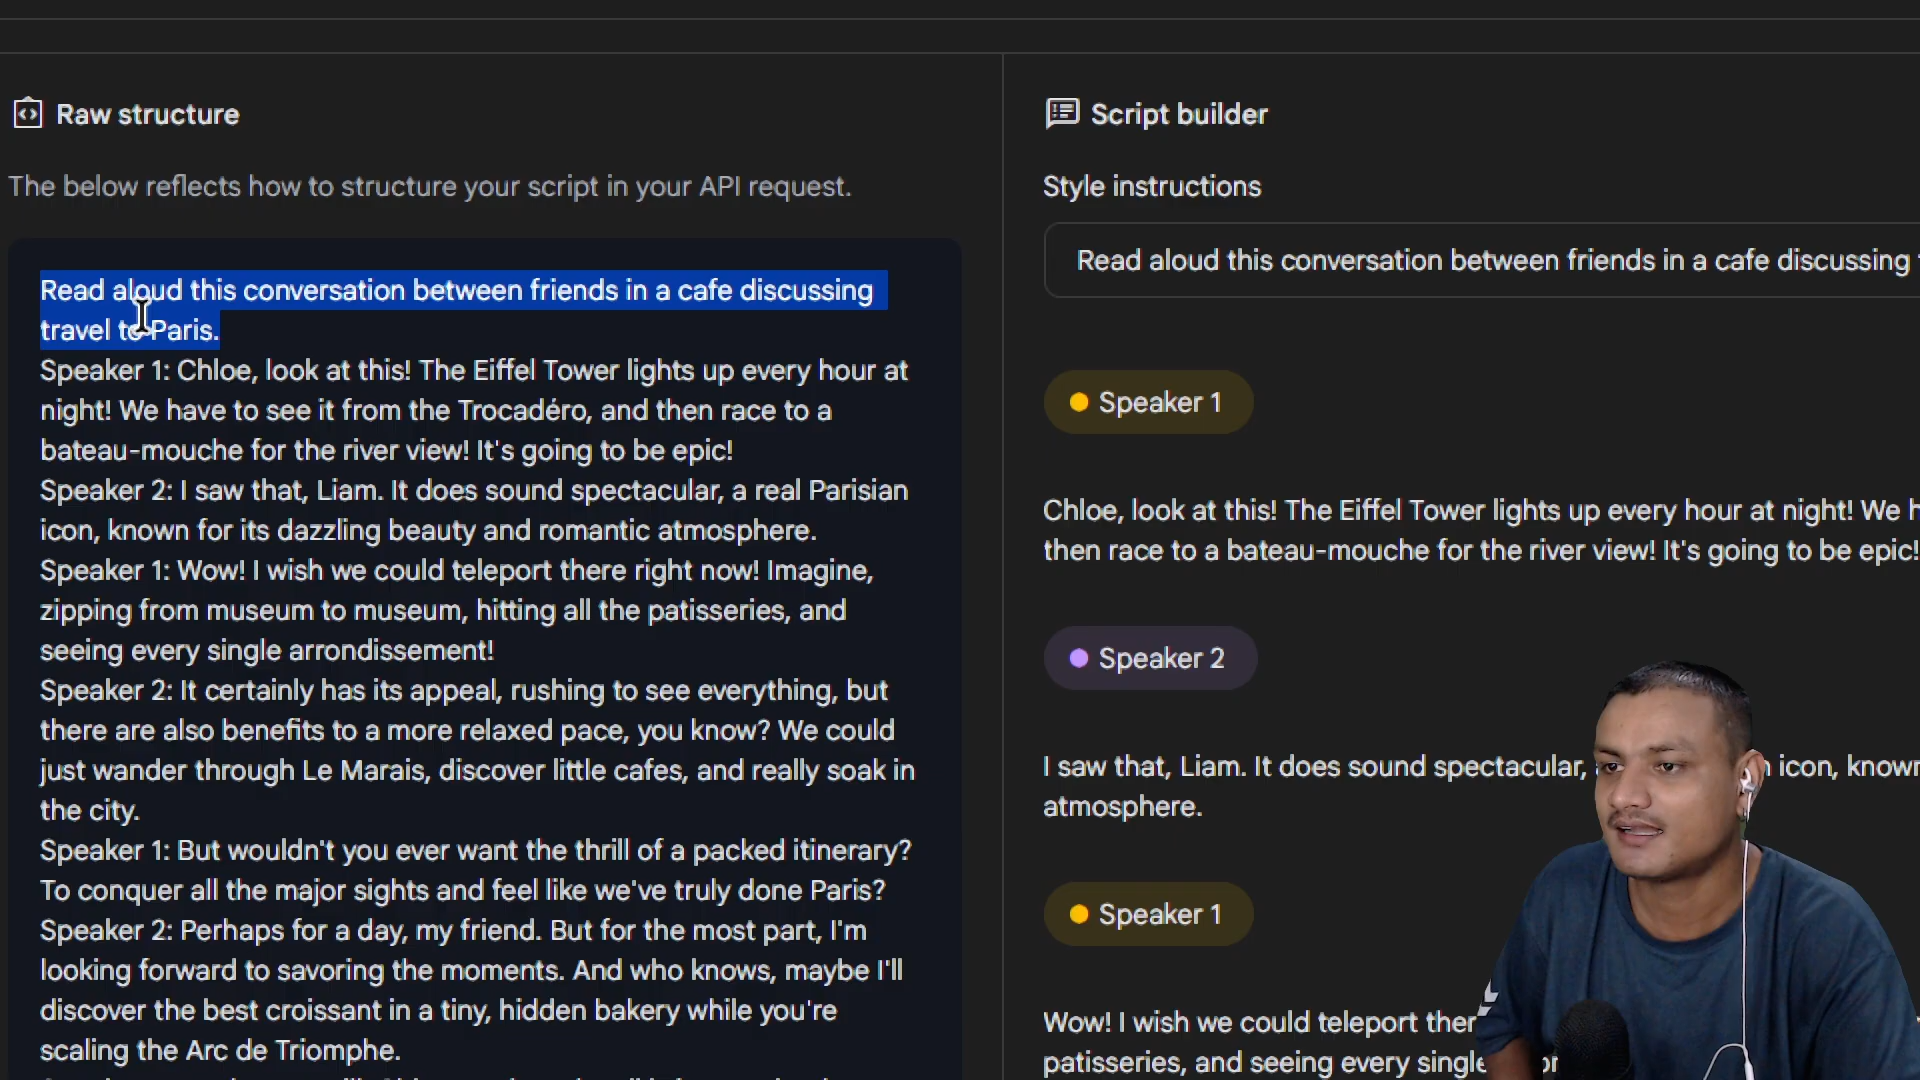 Raw structure
The below reflects how to structure your script in your API request.
Read aloud this conversation between friends in a cafe discussing
travel to Paris.
Speaker 1: Chloe, look at this! The Eiffel Tower lights up every hour at
night! We have to see it from the Trocadéro, and then race to a
bateau-mouche for the river view! It's going to be epic!
Speaker 2: I saw that, Liam. It does sound spectacular, a real Parisian
icon, known for its dazzling beauty and romantic atmosphere.
Speaker 1: Wow! I wish we could teleport there right now! Imagine,
zipping from museum to museum, hitting all the patisseries, and
seeing every single arrondissement!
Speaker 2: It certainly has its appeal, rushing to see everything, but
there are also benefits to a more relaxed pace, you know? We could
just wander through Le Marais, discover little cafes, and really soak in
the city.
Speaker 1: But wouldn't you ever want the thrill of a packed itinerary?
To conquer all the major sights and feel like we've truly done Paris?
Speaker 2: Perhaps for a day, my friend. But for the most part, I'm
looking forward to savoring the moments. And who knows, maybe I'll
discover the best croissant in a tiny, hidden bakery while you're
scaling the Arc de Triomphe.
Script builder
Style instructions
Read aloud this conversation between friends in a cafe discussing
Speaker 1
Chloe, look at this! The Eiffel Tower lights up every hour at night! We
then race to a bateau-mouche for the river view! It's going to be epic!
Speaker 2
I saw that, Liam. It does sound spectacular, icon, known
atmosphere.
Speaker 1
Wow! I wish we could teleport
patisseries, and seeing every single